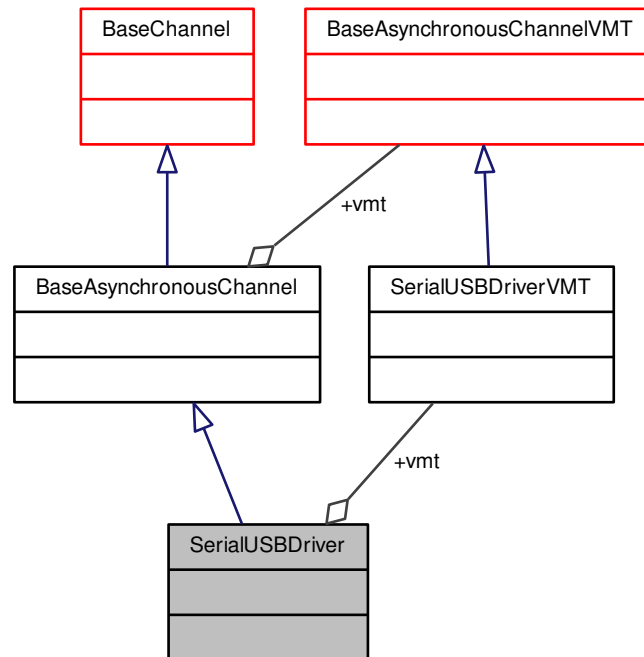 BaseChannel
BaseAsynchronousChannelVMT
+vmt
BaseAsynchronousChannel
SerialUSBDriverVMT
+vmt
SerialUSBDriver